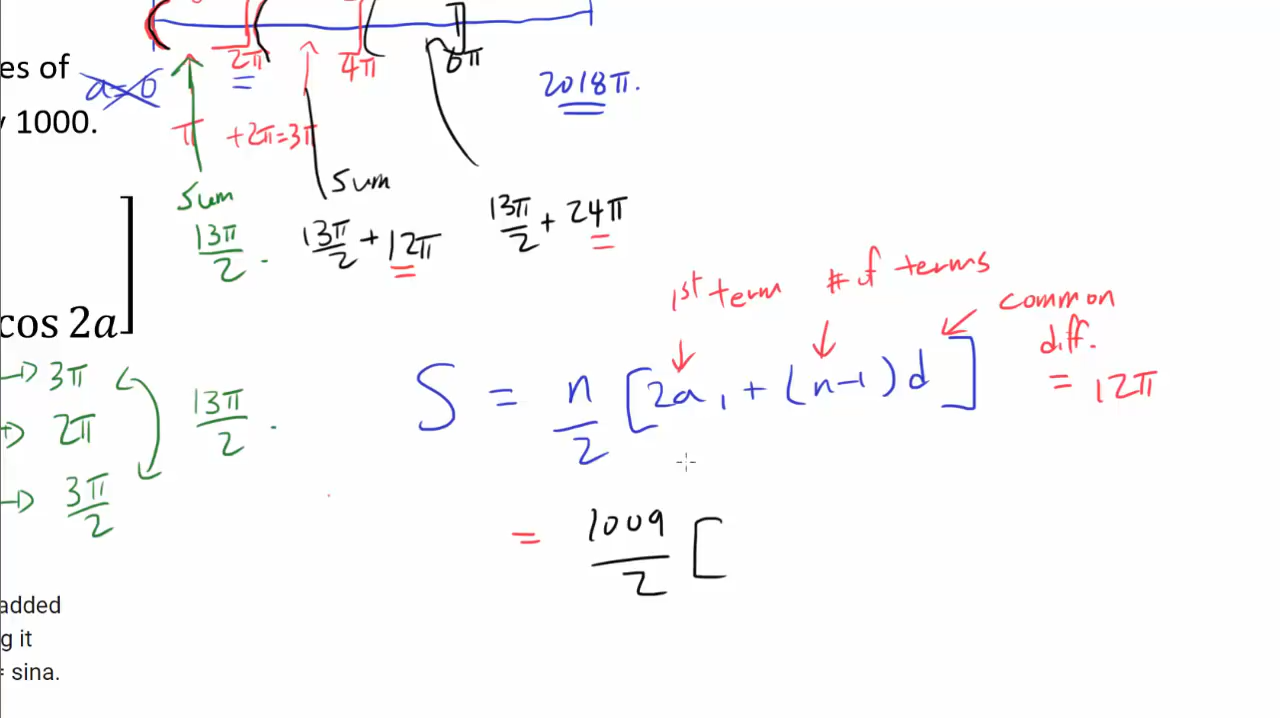 2π 4π 6π
es of
a=0
2018π.
y 1000.
π +2π=3π
Sum Sum
13π/2 . 13π/2 + 12π 13π/2 + 24π
1st term # of terms common diff. = 12π
cos 2a]
→ 3π
→ 2π 13π/2 .
→ 3π/2
S = n/2 [2a₁ + (n-1)d]
= 1009/2 [
added
g it
= sina.